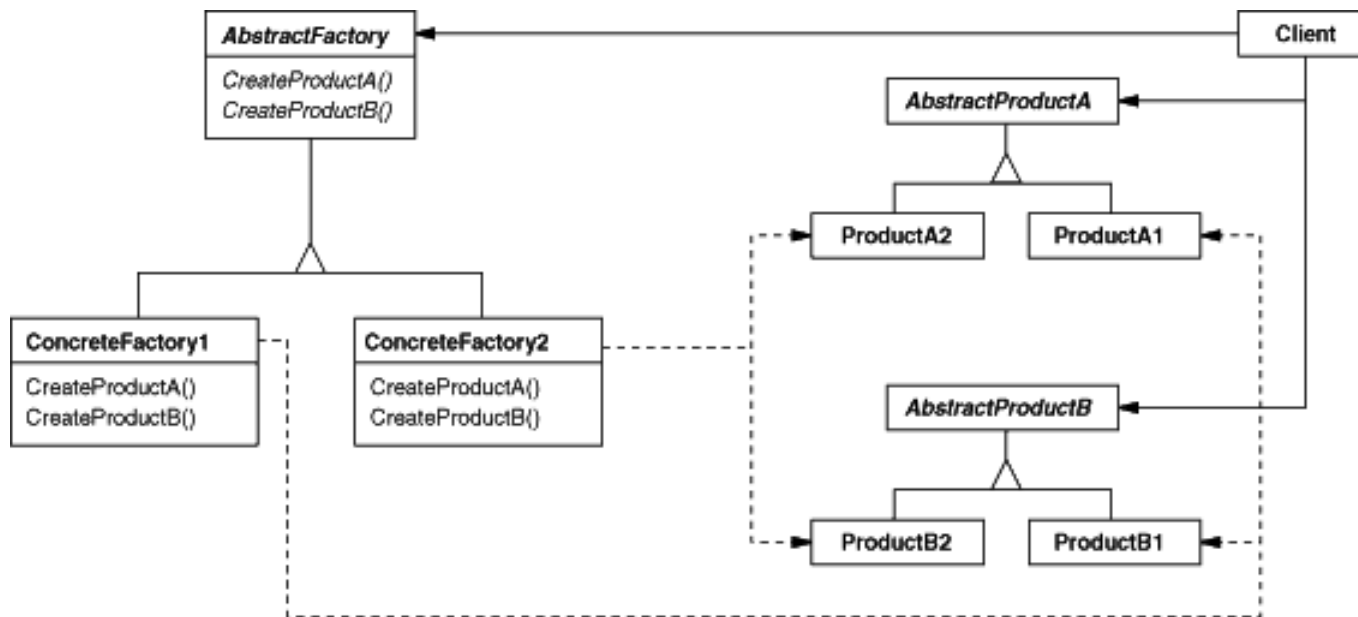 AbstractFactory
CreateProductA()
CreateProductB()
Client
AbstractProductA
ProductA2
ProductA1
ConcreteFactory1
CreateProductA()
CreateProductB()
ConcreteFactory2
CreateProductA()
CreateProductB()
AbstractProductB
ProductB2
ProductB1